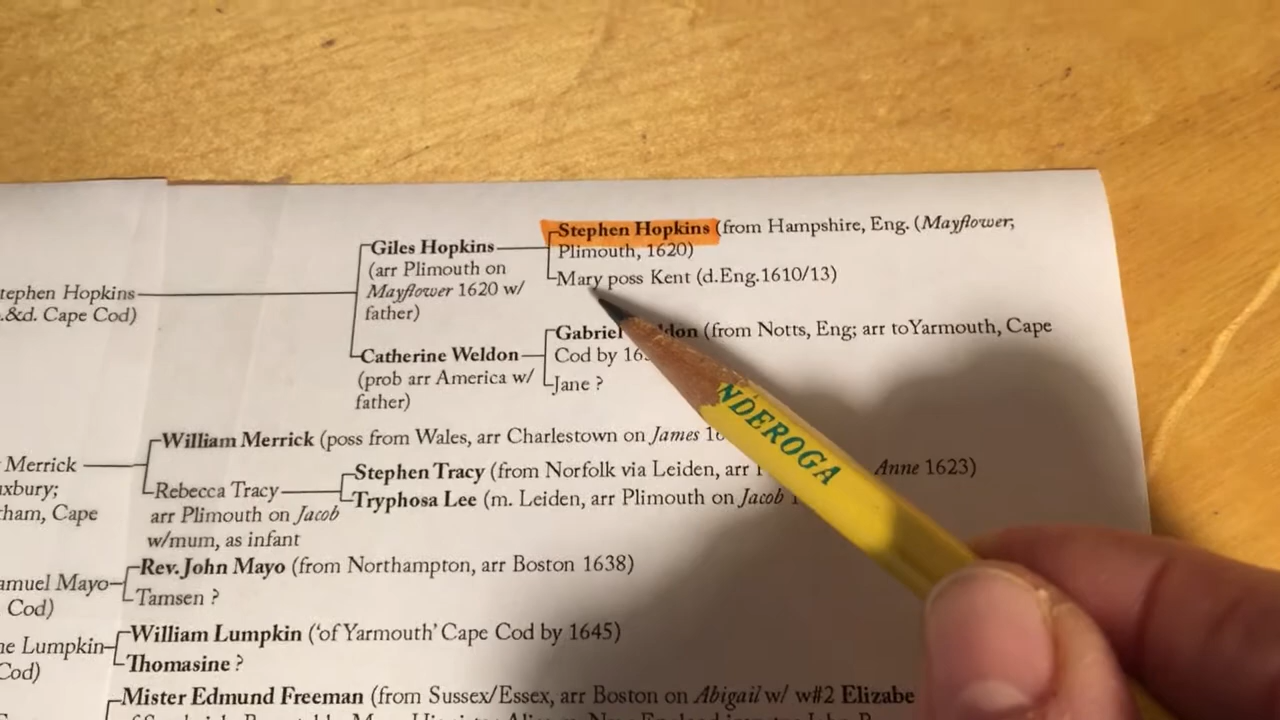 Stephen Hopkins (from Hampshire, Eng. (Mayflower,
Giles Hopkins
Plimouth, 1620)
(arr Plimouth on
Mary poss Kent (d.Eng.1610/13)
tephen Hopkins
Mayflower 1620 w/
.&d. Cape Cod)
father)
Gabriel (from Notts, Eng; arr toYarmouth, Cape
Catherine Weldon
Cod by
(prob arr America w/
Jane ?
father)
William Merrick (poss from Wales, arr Charlestown on James
Merrick
Stephen Tracy (from Norfolk via Leiden, arr Anne 1623)
Rebecca Tracy
Tryphosa Lee (m. Leiden, arr Plimouth on Jacob
xbury;
arr Plimouth on Jacob
ham, Cape
w/mum, as infant
Rev. John Mayo (from Northampton, arr Boston 1638)
amuel Mayo
Tamsen ?
Cod)
William Lumpkin ('of Yarmouth' Cape Cod by 1645)
ne Lumpkin
Thomasine ?
Cod)
Mister Edmund Freeman (from Sussex/Essex, arr Boston on Abigail w/ w#2 Elizabe
NDEROGA